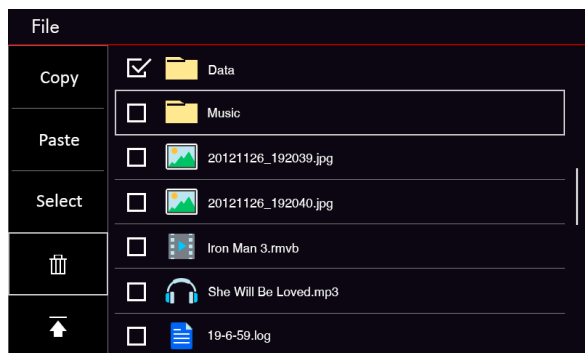 File
Copy
Paste
Select
Data
Music
20121126_192039.jpg
20121126_192040.jpg
Iron Man 3.rmvb
She Will Be Loved.mp3
19-6-59.log